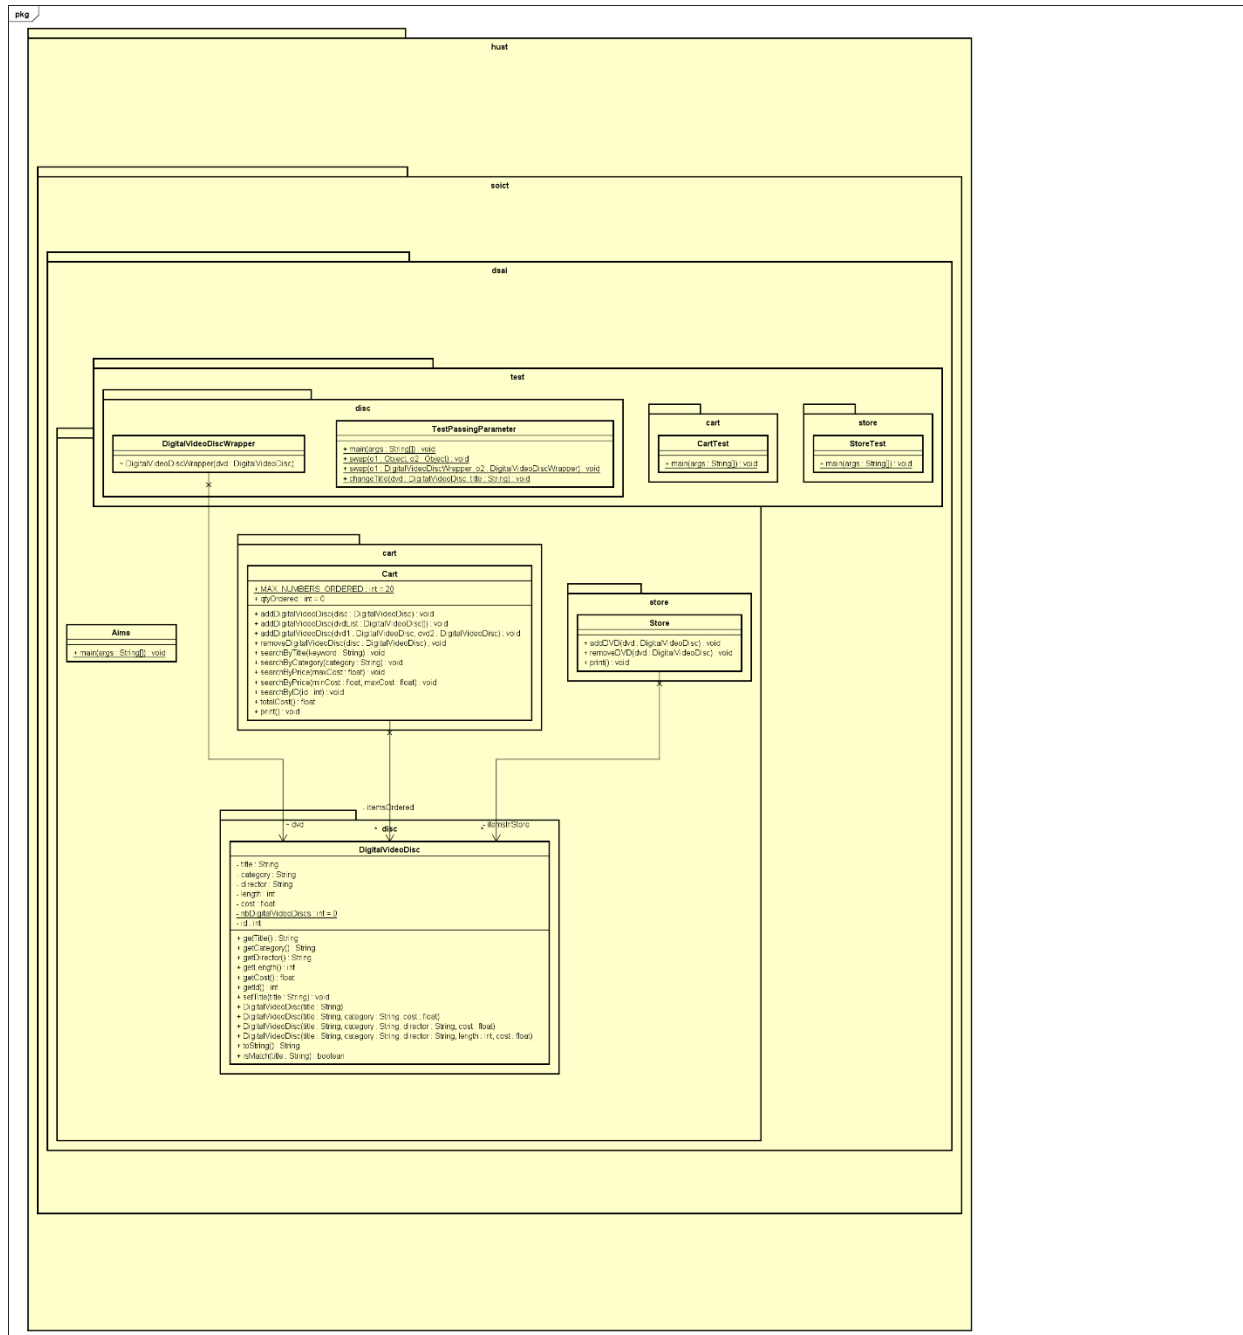 pkg
hust
soict
dsai
test
disc
DigitalVideoDiscWrapper
~ DigitalVideoDiscWrapper(dvd : DigitalVideoDisc)
TestPassingParameter
+ main(args : String[]) : void
+ swap(o1 : Object, o2 : Object) : void
+ swap(o1 : DigitalVideoDiscWrapper, o2 : DigitalVideoDiscWrapper) : void
+ changeTitle(dvd : DigitalVideoDisc, title : String) : void
cart
CartTest
~ main(args : String[]) : void
store
StoreTest
~ main(args : String[]) : void
cart
Cart
+ MAX_NUMBERS_ORDERED : int = 20
+ qtyOrdered : int = 0
+ addDigitalVideoDisc(disc : DigitalVideoDisc) : void
+ addDigitalVideoDisc(dvdList : DigitalVideoDisc[]) : void
+ addDigitalVideoDisc(dvd1 : DigitalVideoDisc, dvd2 : DigitalVideoDisc) : void
+ removeDigitalVideoDisc(disc : DigitalVideoDisc) : void
+ searchByTitle(keyword : String) : void
+ searchByCategory(category : String) : void
+ searchByPrice(maxCost : float) : void
+ searchByPrice(minCost : float, maxCost : float) : void
+ searchByID(id : int) : void
+ totalCost() : float
+ print() : void
store
Store
+ addDVD(dvd : DigitalVideoDisc) : void
+ removeDVD(dvd : DigitalVideoDisc) : void
+ print() : void
Aims
+ main(args : String[]) : void
- itemsOrdered
~ dvd
*
disc
*
- itemsInStore
DigitalVideoDisc
- title : String
- category : String
- director : String
- length : int
- cost : float
- nbDigitalVideoDiscs : int = 0
- id : int
+ getTitle() : String
+ getCategory() : String
+ getDirector() : String
+ getLength() : int
+ getCost() : float
+ getId() : int
+ setTitle(title : String) : void
+ DigitalVideoDisc(title : String)
+ DigitalVideoDisc(title : String, category : String, cost : float)
+ DigitalVideoDisc(title : String, category : String, director : String, cost : float)
+ DigitalVideoDisc(title : String, category : String, director : String, length : int, cost : float)
+ toString() : String
+ isMatch(title : String) : boolean